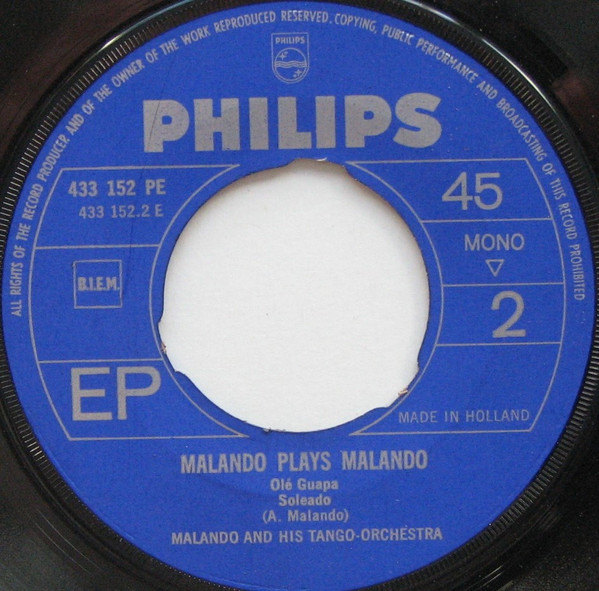 ALL RIGHTS OF THE RECORD PRODUCER AND OF THE OWNER OF THE WORK REPRODUCED RESERVED. COPYING, PUBLIC PERFORMANCE AND BROADCASTING OF THIS RECORD PROHIBITED
PHILIPS
PHILIPS
433 152 PE
433 152.2 E
45
B.I.E.M.
MONO
2
EP
MADE IN HOLLAND
MALANDO PLAYS MALANDO
Olé Guapa
Soleado
(A. Malando)
MALANDO AND HIS TANGO-ORCHÉSTRA